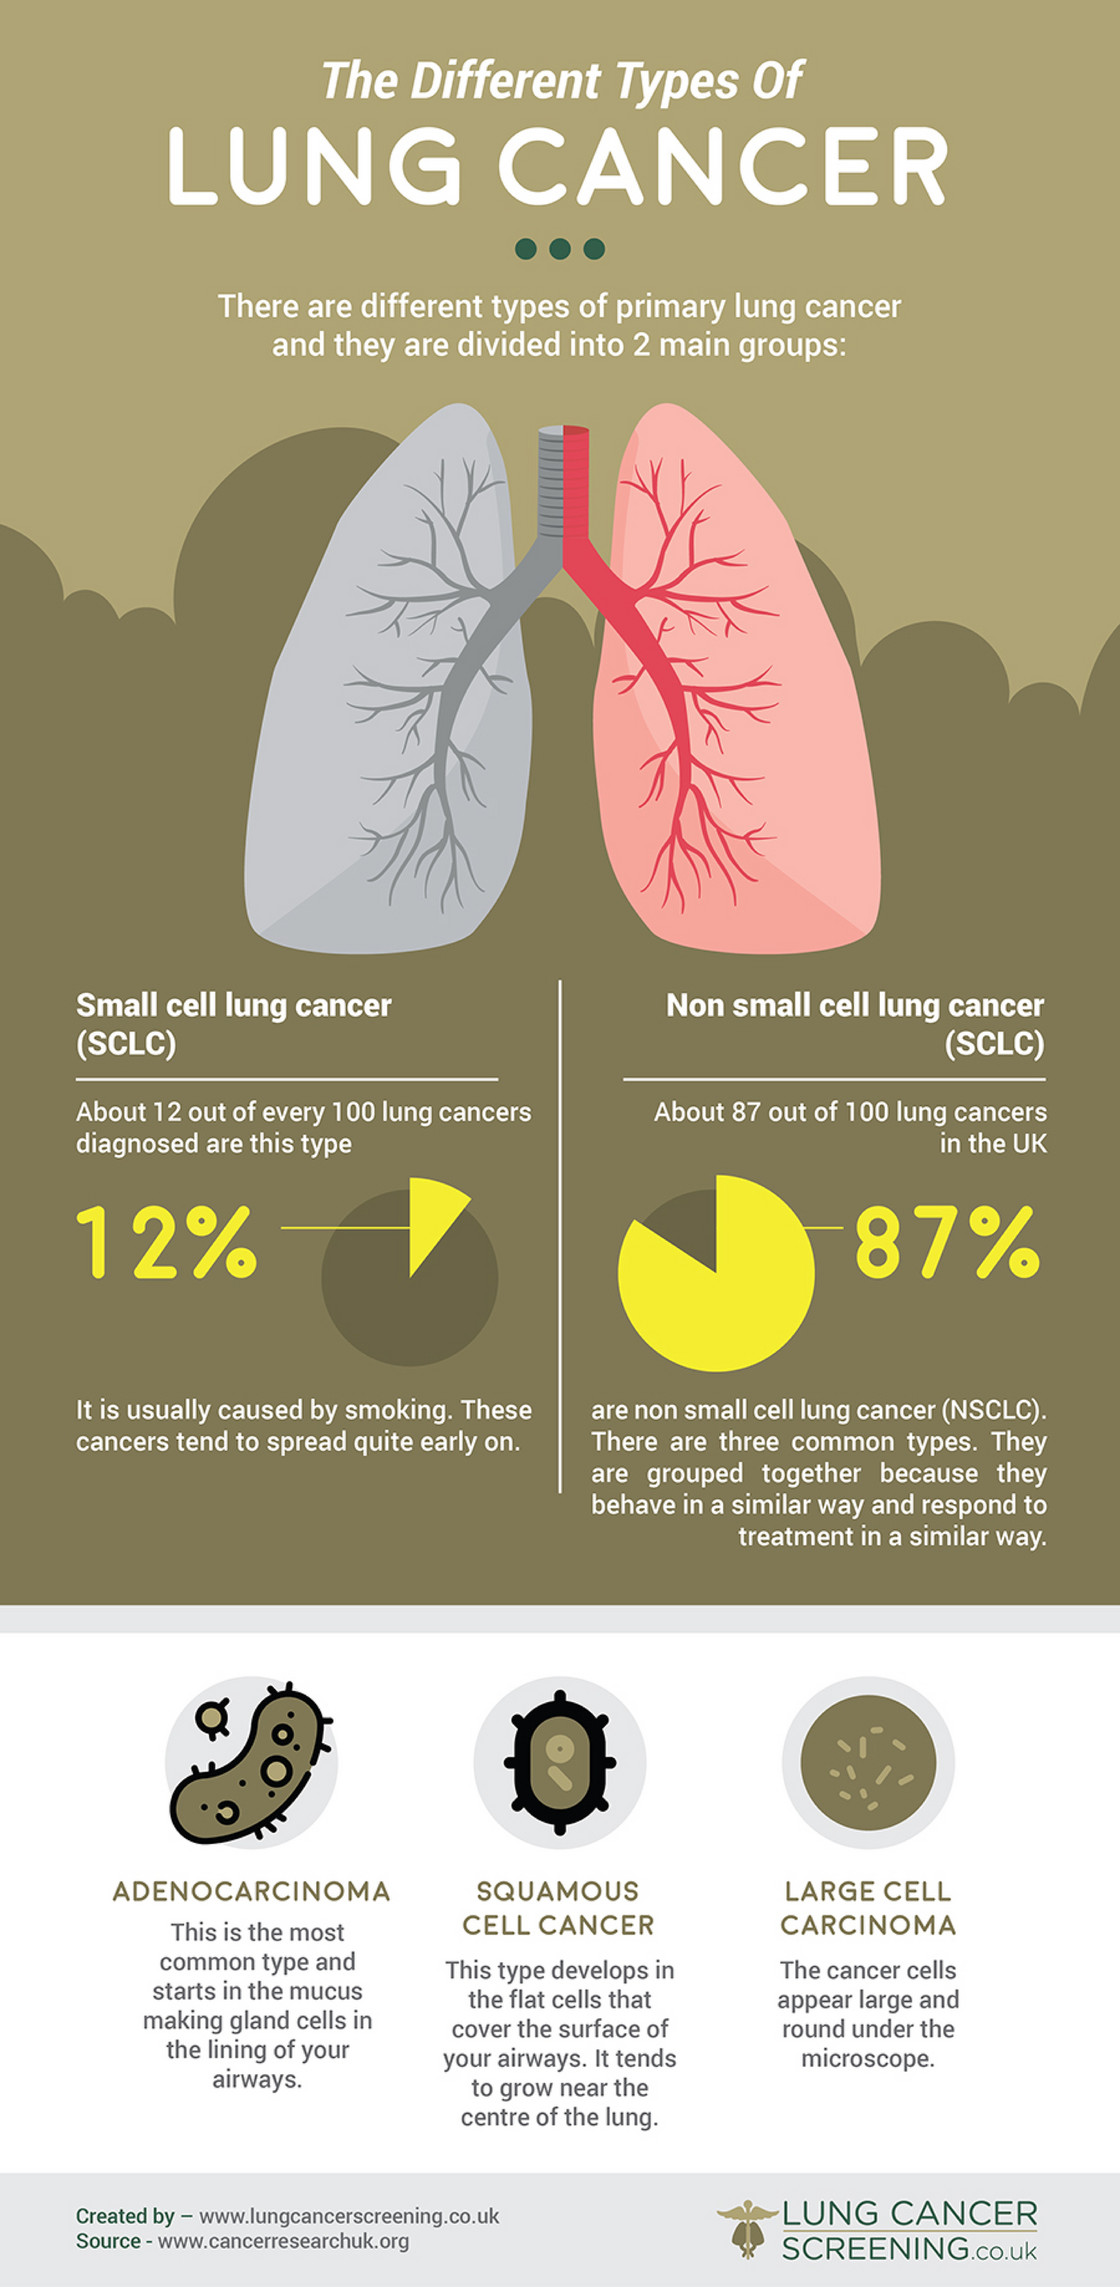 The Different Types Of
LUNG CANCER
There are different types of primary lung cancer
and they are divided into 2 main groups:
Small cell lung cancer
(SCLC)
About 12 out of every 100 lung cancers
diagnosed are this type
12%
It is usually caused by smoking. These
cancers tend to spread quite early on.
Non small cell lung cancer
(SCLC)
About 87 out of 100 lung cancers
in the UK
87%
are non small cell lung cancer (NSCLC).
There are three common types. They
are grouped together because they
behave in a similar way and respond to
treatment in a similar way.
ADENOCARCINOMA
This is the most
common type and
starts in the mucus
making gland cells in
the lining of your
airways.
SQUAMOUS
CELL CANCER
This type develops in
the flat cells that
cover the surface of
your airways. It tends
to grow near the
centre of the lung.
LARGE CELL
CARCINOMA
The cancer cells
appear large and
round under the
microscope.
Created by – www.lungcancerscreening.co.uk
Source - www.cancerresearchuk.org
LUNG CANCER
SCREENING.co.uk